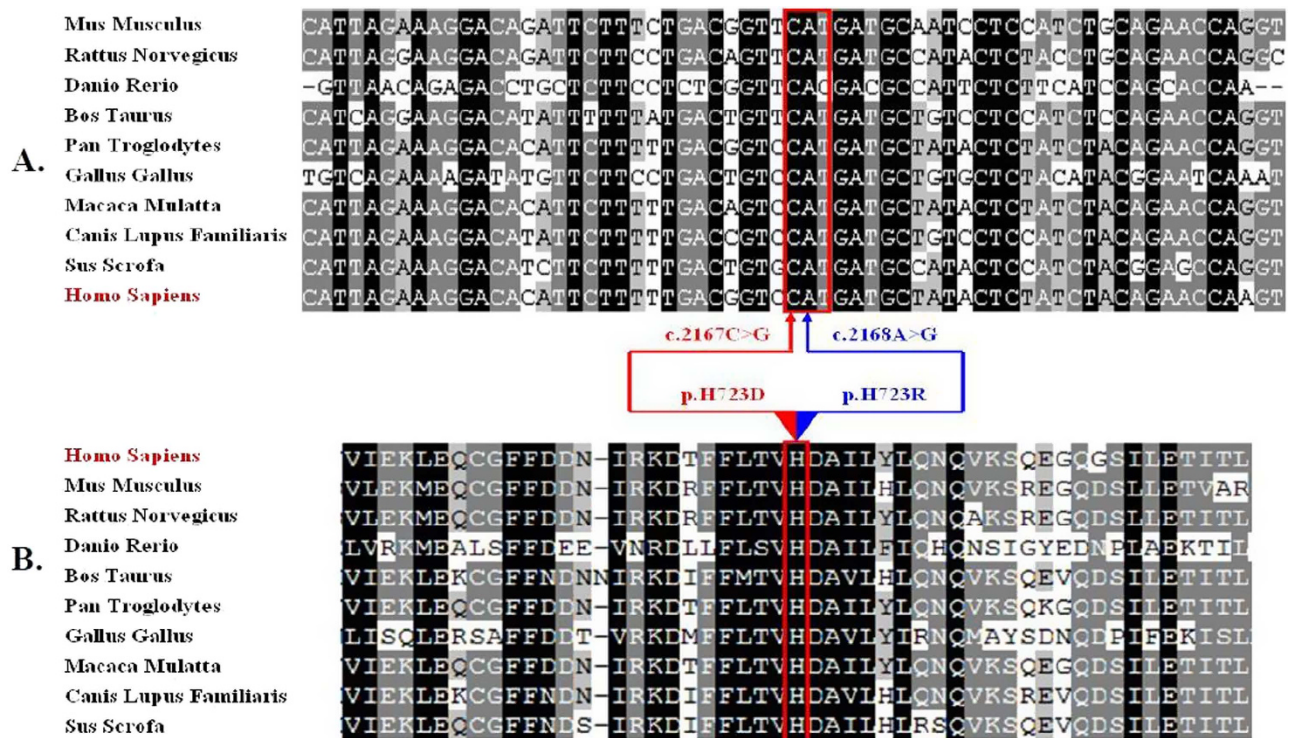 A.
Mus Musculus CATTAGAAAGGACAGATTCTTTCTGACGGTTCATGATGCAATCCTCCATCTGCAGAACCAGGT
Rattus Norvegicus CATTAGGAAGGACAGATTCTTCCTGACAGTTCATGATGCCATACTCTACCTGCAGAACCAGGC
Danio Rerio -GTTAACAGAGACCTGCTCTTCCTCTCGGTTCACGACGCCATTCTCTTCATCCAGCACCAA--
Bos Taurus CATCAGGAAGGACATATTTTTTATGACTGTTCATGATGCTGTCCTCCATCTCCAGAACCAGGT
Pan Troglodytes CATTAGAAAGGACACATTCTTTTTGACGGTCCATGATGCTATACTCTATCTACAGAACCAGGT
Gallus Gallus TGTCAGAAAAGATATGTTCTTCCTGACTGTCCATGATGCTGTGCTCTACATACGGAATCAAAT
Macaca Mulatta CATTAGAAAGGACACATTCTTTTTGACAGTCCATGATGCTATACTCTATCTACAGAACCAGGT
Canis Lupus Familiaris CATTAGAAAGGACATATTCTTTTTGACCGTCCATGATGCTGTCCTCCATCTACAGAACCAGGT
Sus Scrofa CATTAGAAAGGACATCTTCTTTTTGACTGTGCATGATGCCATACTCCATCTACGGAGCCAGGT
Homo Sapiens CATTAGAAAGGACACATTCTTTTTGACGGTCCATGATGCTATACTCTATCTACAGAACCAAGT
c.2167C>G c.2168A>G
p.H723D p.H723R
B.
Homo Sapiens VIEKLEQCGFFDDN-IRKDTFFLTVHDAILYLQNQVKSQEGQGSILETITL
Mus Musculus VLEKMEQCGFFDDN-IRKDRFFLTVHDAILHLQNQVKSREGQDSLLETVAR
Rattus Norvegicus VLEKMEQCGFFDDN-IRKDRFFLTVHDAILYLQNQAKSREGQDSLLETITL
Danio Rerio LVRKMEALSFFDEE-VNRDLLFLSVHDAILFIQHQNSIGYEDNPLAEKTIL
Bos Taurus VIEKLEKCGFFNDNNIRKDIFFMTVHDAVLHLQNQVKSQEVQDSILETITL
Pan Troglodytes VIEKLEQCGFFDDN-IRKDTFFLTVHDAILYLQNQVKSQKGQDSILETITL
Gallus Gallus LISQLERSAFFDDT-VRKDMFFLTVHDAVLYIRNQMAYSDNQDPIFEKISL
Macaca Mulatta VIEKLEQCGFFDDN-IRKDTFFLTVHDAILYLQNQVKSQEGQDSILETITL
Canis Lupus Familiaris VIEKLEKCGFFNDN-IRKDIFFLTVHDAVLHLQNQVKSREVQDSILETITL
Sus Scrofa VIEKLEQCGFFNDS-IRKDIFFLTVHDAILHLRSQVKSQEVQDSILETITL